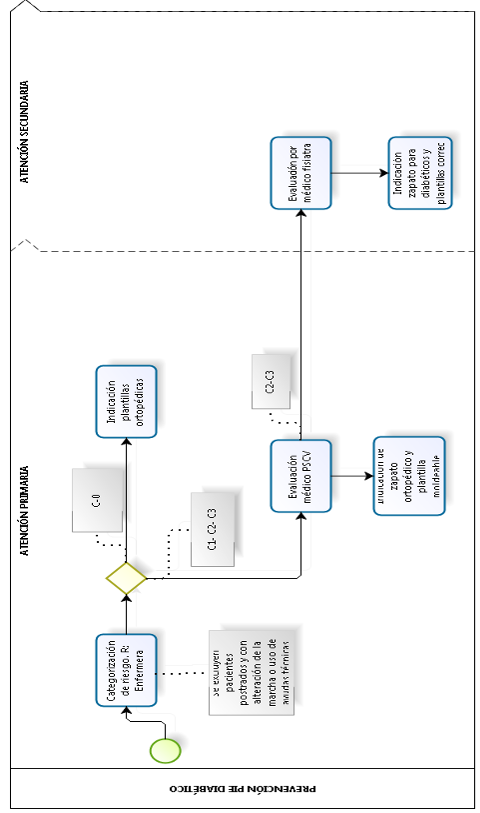 PREVENCIÓN PIE DIABÉTICO
ATENCIÓN PRIMARIA
ATENCIÓN SECUNDARIA
Categorización
de riesgo. R:
Enfermera
Se excluyen
pacientes
postrados y con
alteración de la
marcha o uso de
ayudas técnicas
C-0
Indicación
plantillas
ortopédicas
C1- C2- C3
Evaluación
médico PSCV
Indicación de
zapato
ortopédico y
plantilla
moldeable
C2-C3
Evaluación por
médico fisiatra
Indicación
zapato para
diabéticos y
plantillas correc